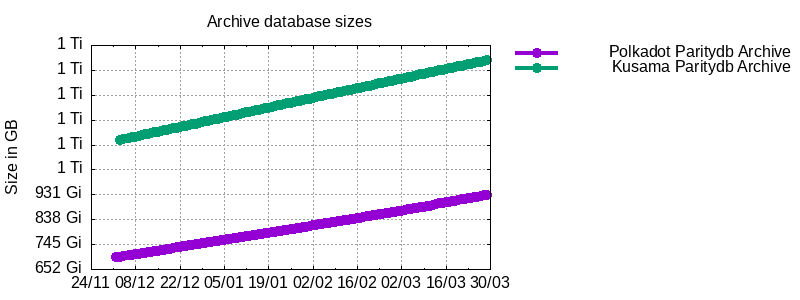 Archive database sizes
Polkadot Paritydb Archive
Kusama Paritydb Archive
Size in GB
1 Ti
1 Ti
1 Ti
1 Ti
1 Ti
1 Ti
931 Gi
838 Gi
745 Gi
652 Gi
24/11 08/12 22/12 05/01 19/01 02/02 16/02 02/03 16/03 30/03